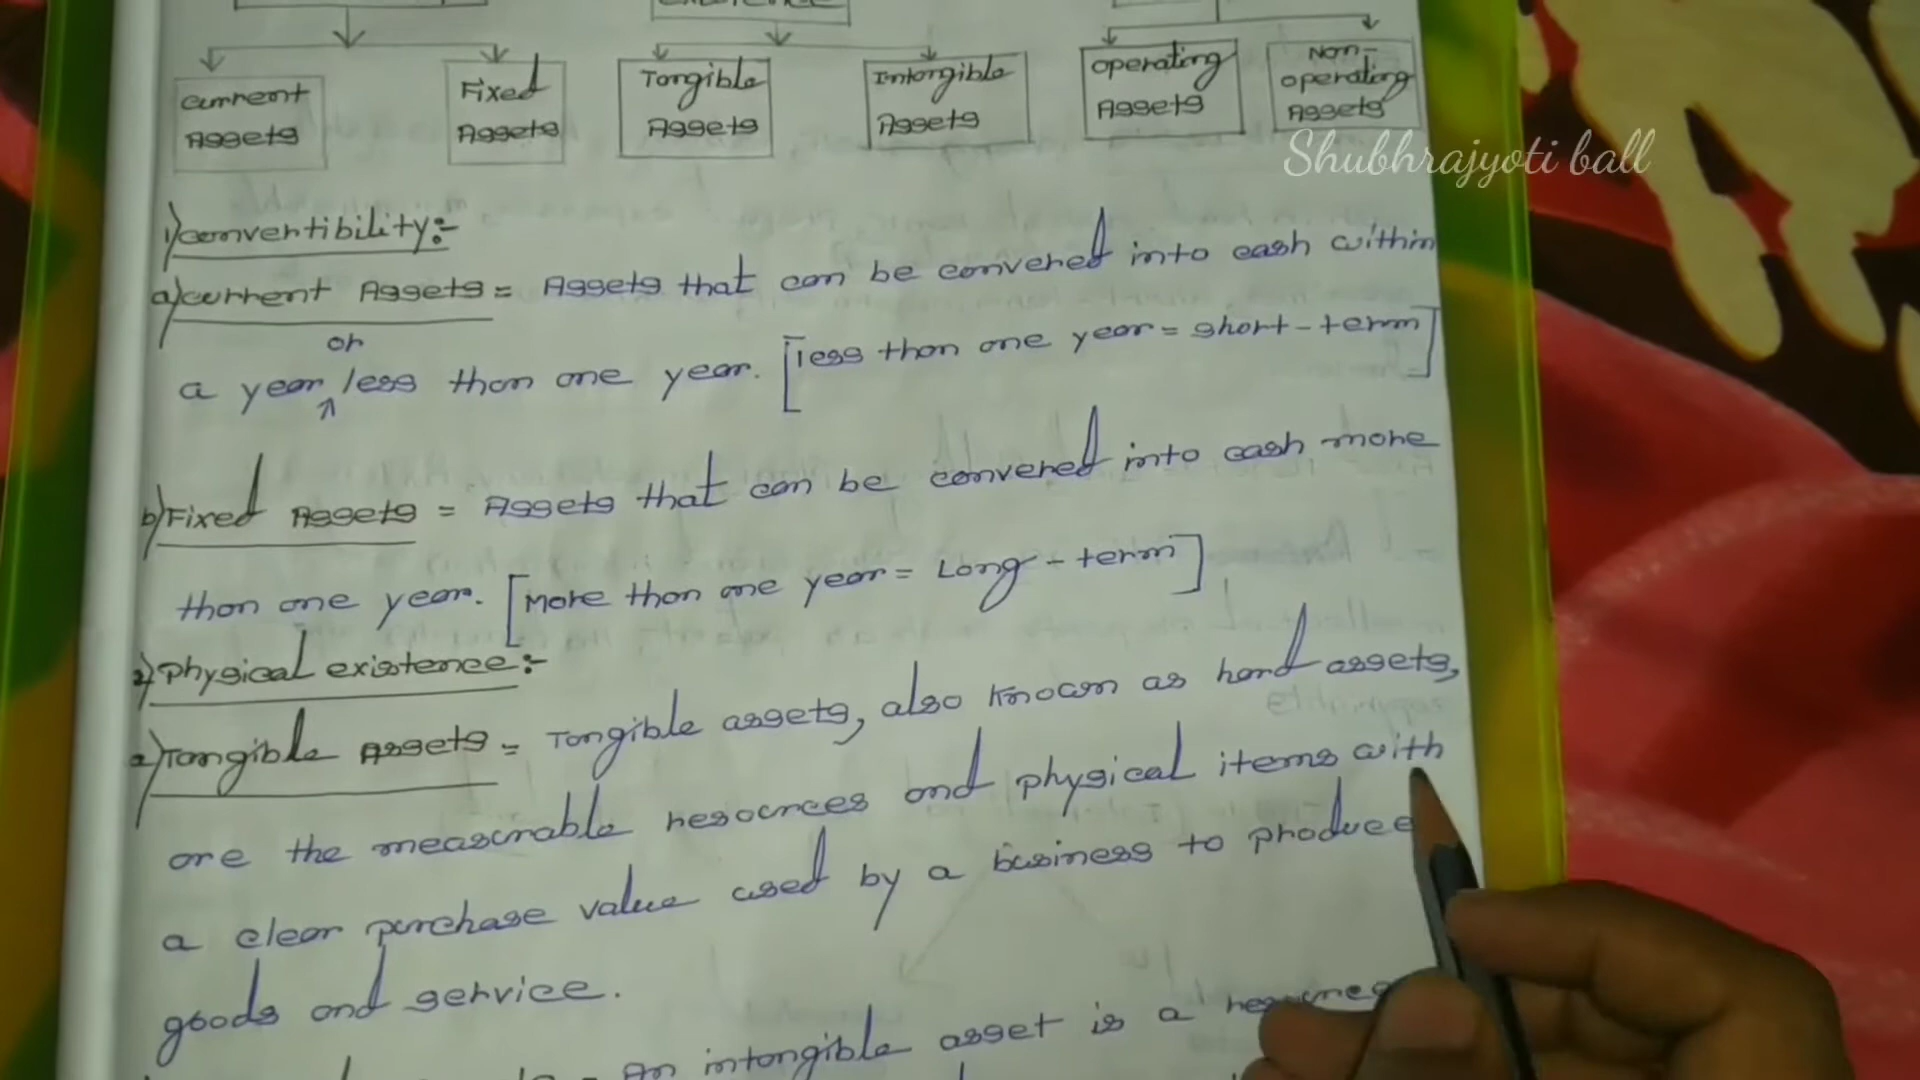 Current Assets
Fixed Assets
Tangible Assets
Intangible Assets
Operating Assets
Non-operating Assets
Shubhrajyoti ball
1) Convertibility:-
a) Current Assets = Assets that can be convered into cash within
or
a year less than one year. [less than one year = short-term]
b) Fixed Assets = Assets that can be convered into cash more
than one year. [More than one year = Long-term]
2) Physical existence:-
a) Tangible Assets = Tangible assets, also known as hard assets,
are the measurable resources and physical items with
a clear purchase value used by a business to produce
goods and service.
An intangible asset is a